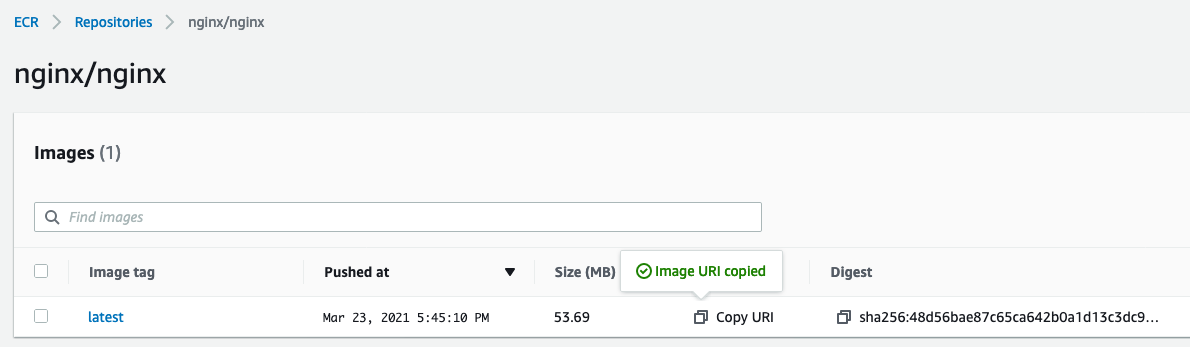 ECR Repositories nginx/nginx
nginx/nginx
Images (1)
Find images
Image URI copied
Image tag Pushed at Size (MB) Digest
latest Mar 23, 2021 5:45:10 PM 53.69 Copy URI sha256:48d56bae87c65ca642b0a1d13c3dc9...